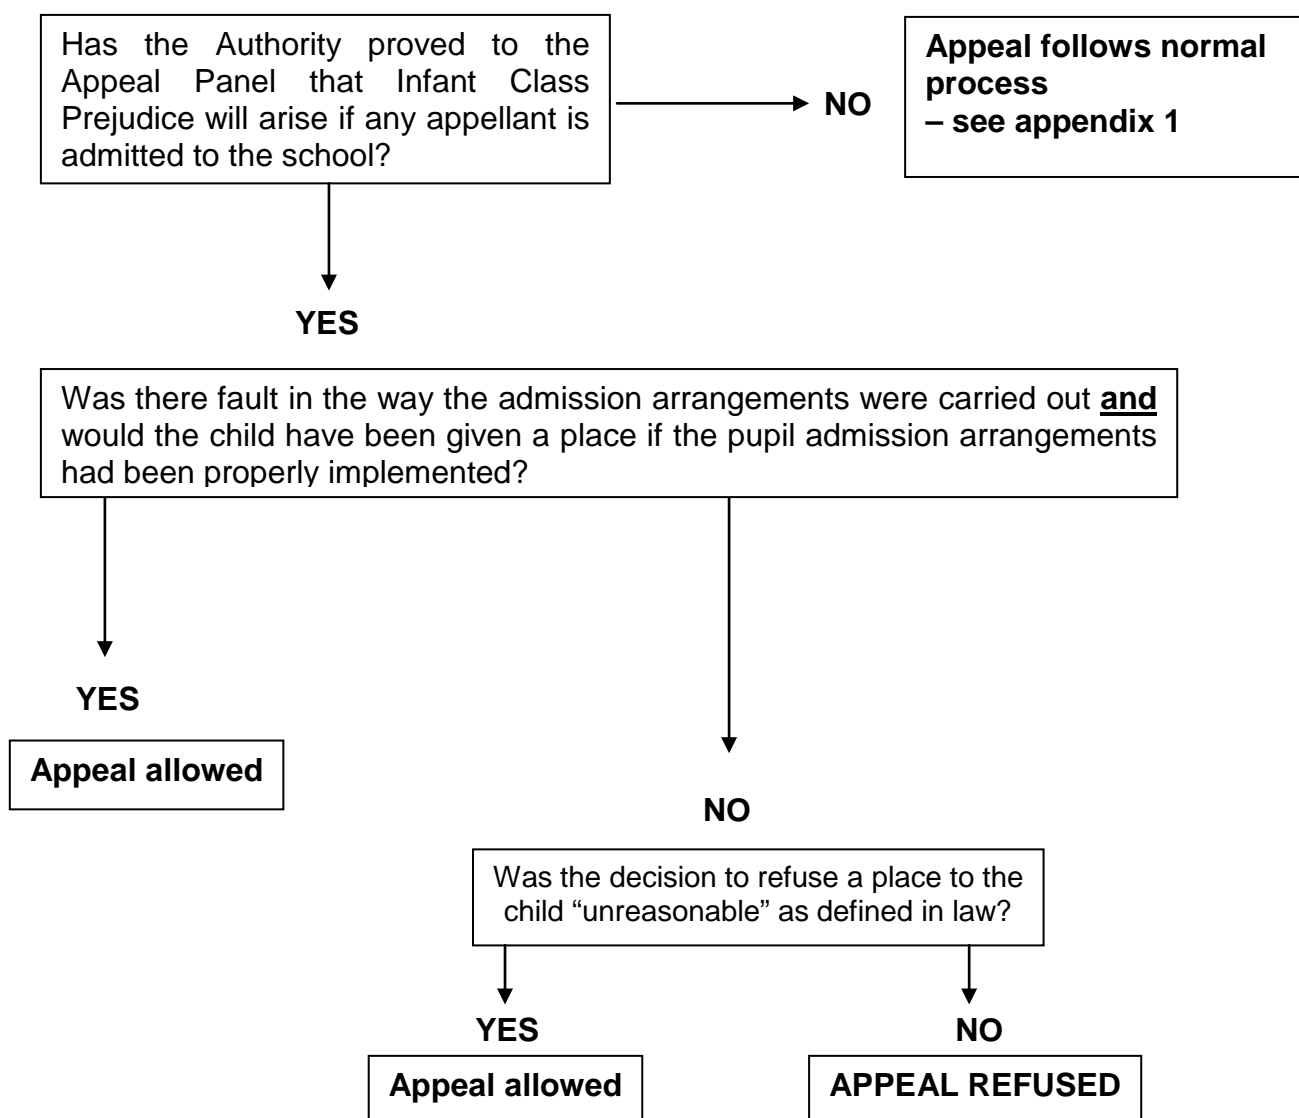 Has the Authority proved to the
Appeal Panel that Infant Class
Prejudice will arise if any appellant is
admitted to the school?
NO
Appeal follows normal
process
– see appendix 1
YES
Was there fault in the way the admission arrangements were carried out and
would the child have been given a place if the pupil admission arrangements
had been properly implemented?
YES
Appeal allowed
NO
Was the decision to refuse a place to the
child “unreasonable” as defined in law?
YES
Appeal allowed
NO
APPEAL REFUSED